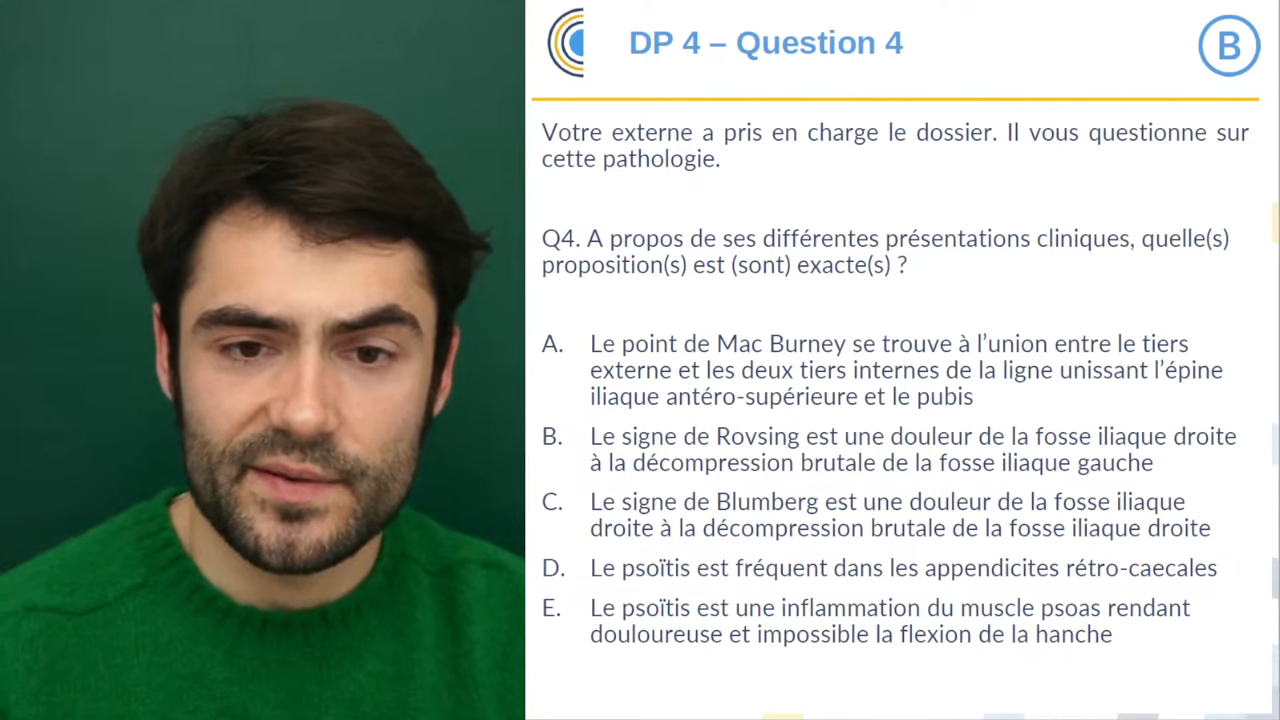 DP 4 – Question 4
B
Votre externe a pris en charge le dossier. Il vous questionne sur
cette pathologie.
Q4. A propos de ses différentes présentations cliniques, quelle(s)
proposition(s) est (sont) exacte(s) ?
A. Le point de Mac Burney se trouve à l’union entre le tiers
externe et les deux tiers internes de la ligne unissant l’épine
iliaque antéro-supérieure et le pubis
B. Le signe de Rovsing est une douleur de la fosse iliaque droite
à la décompression brutale de la fosse iliaque gauche
C. Le signe de Blumberg est une douleur de la fosse iliaque
droite à la décompression brutale de la fosse iliaque droite
D. Le psoïtis est fréquent dans les appendicites rétro-caecales
E. Le psoïtis est une inflammation du muscle psoas rendant
douloureuse et impossible la flexion de la hanche